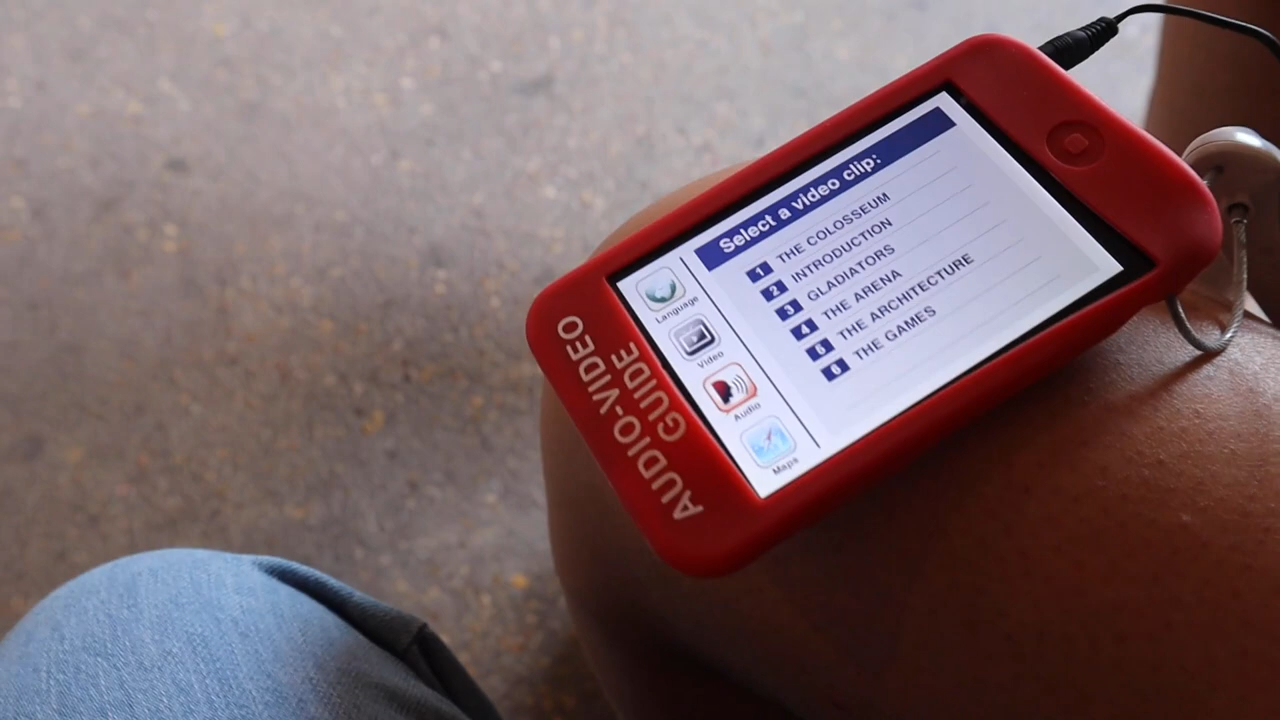 Select a video clip:
1 THE COLOSSEUM
2 INTRODUCTION
3 GLADIATORS
4 THE ARENA
5 THE ARCHITECTURE
6 THE GAMES
Language
Video
Audio
Maps
AUDIO-VIDEO
GUIDE